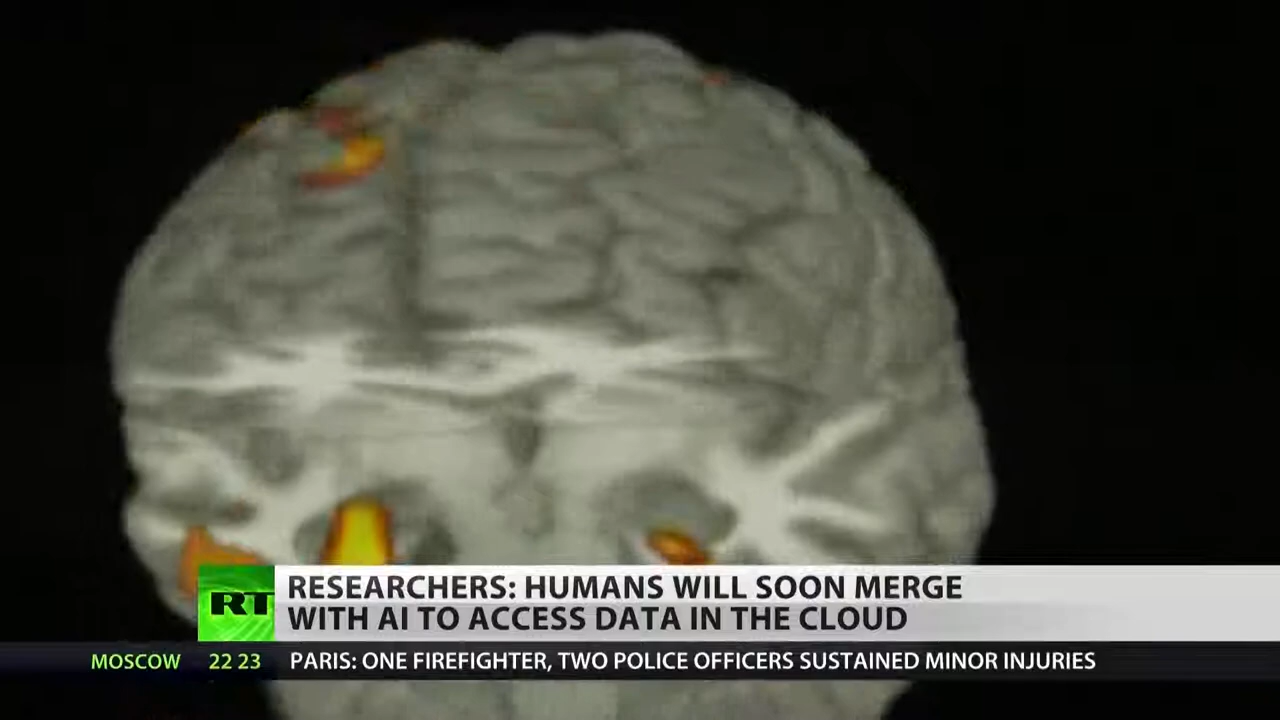 RT
RESEARCHERS: HUMANS WILL SOON MERGE
WITH AI TO ACCESS DATA IN THE CLOUD
MOSCOW 22 23 PARIS: ONE FIREFIGHTER, TWO POLICE OFFICERS SUSTAINED MINOR INJURIES